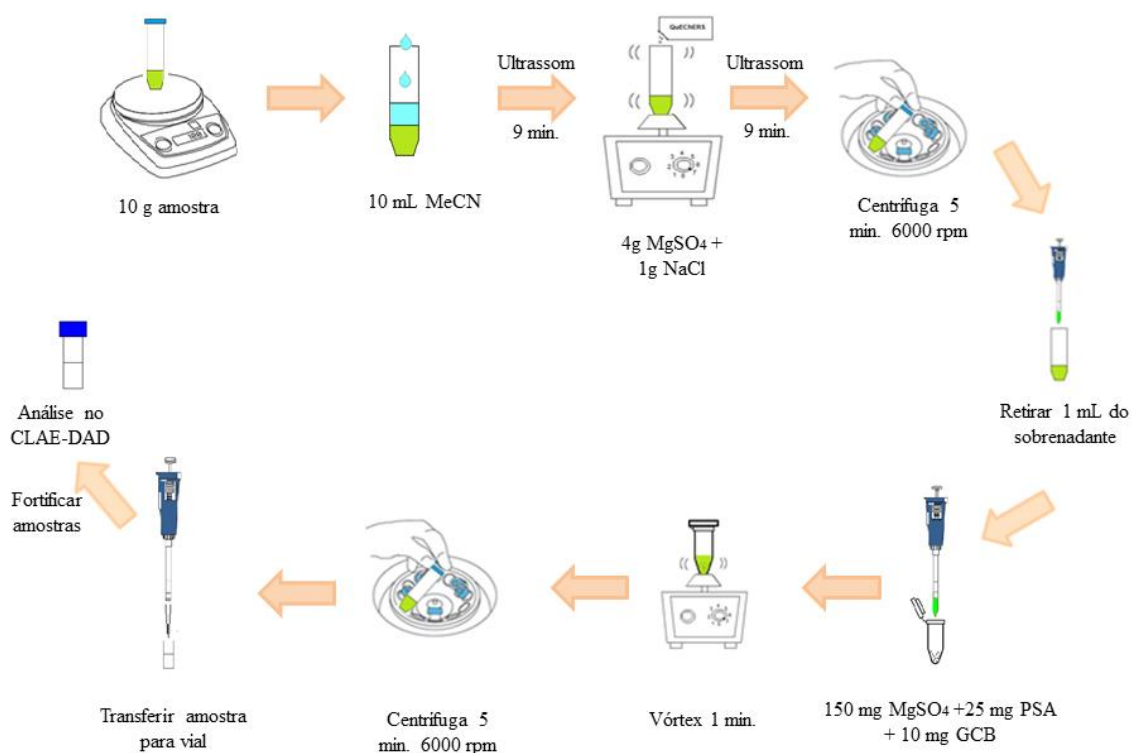 QuEChERS
Ultrassom
9 min.
Ultrassom
9 min.
10 g amostra
10 mL MeCN
4g MgSO4 +
1g NaCl
Centrífuga 5
min. 6000 rpm
Retirar 1 mL do
sobrenadante
150 mg MgSO4 +25 mg PSA
+ 10 mg GCB
Vórtex 1 min.
Centrífuga 5
min. 6000 rpm
Transferir amostra
para vial
Fortificar
amostras
Análise no
CLAE-DAD